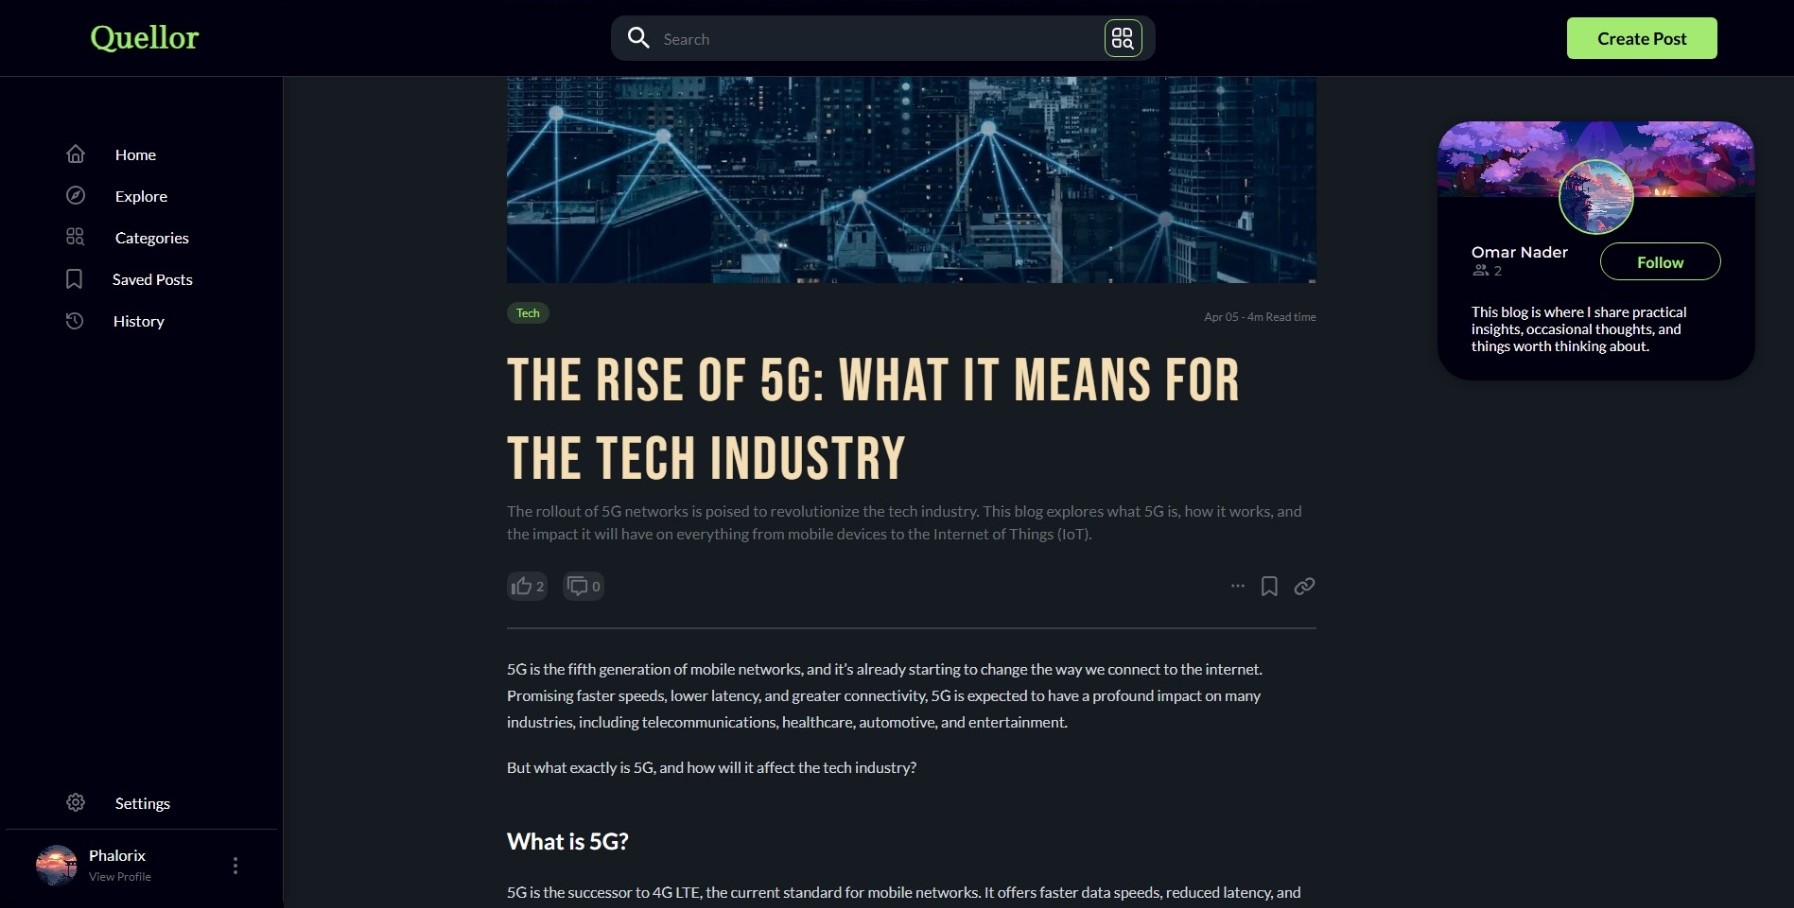 Quellor
Search
Create Post
Home
Explore
Categories
Saved Posts
History
Tech
Apr 05 - 4m Read time
THE RISE OF 5G: WHAT IT MEANS FOR
THE TECH INDUSTRY
The rollout of 5G networks is poised to revolutionize the tech industry. This blog explores what 5G is, how it works, and
the impact it will have on everything from mobile devices to the Internet of Things (IoT).
2
0
5G is the fifth generation of mobile networks, and it's already starting to change the way we connect to the internet.
Promising faster speeds, lower latency, and greater connectivity, 5G is expected to have a profound impact on many
industries, including telecommunications, healthcare, automotive, and entertainment.
But what exactly is 5G, and how will it affect the tech industry?
What is 5G?
5G is the successor to 4G LTE, the current standard for mobile networks. It offers faster data speeds, reduced latency, and
Omar Nader
2
Follow
This blog is where I share practical
insights, occasional thoughts, and
things worth thinking about.
Settings
Phalorix
View Profile